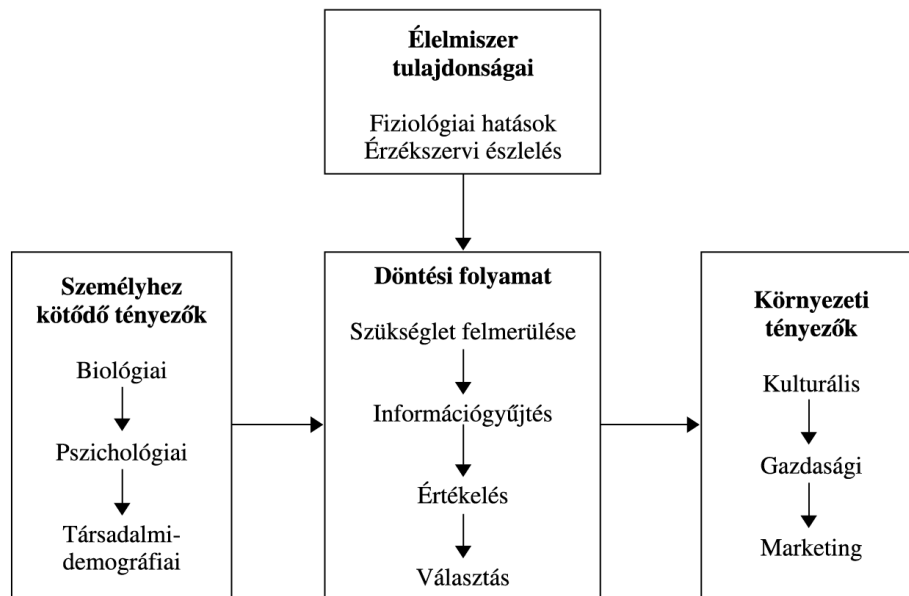 Élelmiszer
tulajdonságai
Fiziológiai hatások
Érzékszervi észlelés
Személyhez
kötődő tényezők
Biológiai
Pszichológiai
Társadalmi-
demográfiai
Döntési folyamat
Szükséglet felmerülése
Információgyűjtés
Értékelés
Választás
Környezeti
tényezők
Kulturális
Gazdasági
Marketing